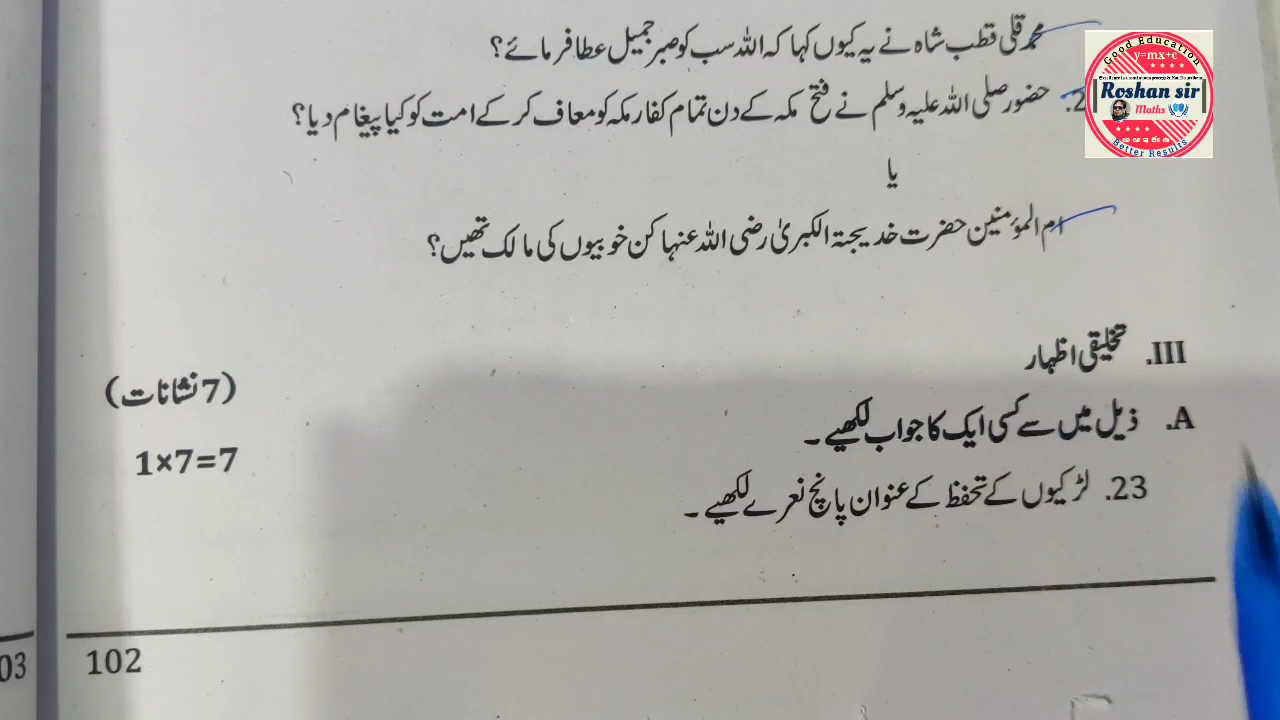 محمد قلی قطب شاہ نے یہ کیوں کہا کہ اللہ سب کو صبر جمیل عطا فرمائے؟
حضور صلی اللہ علیہ وسلم نے فتح مکہ کے دن تمام کفار مکہ کو معاف کر کے امت کو کیا پیغام دیا؟
یا
ام المؤمنین حضرت خدیجتہ الکبریٰ رضی اللہ عنہا کن خوبیوں کی مالک تھیں؟
III. تخلیقی اظہار
(7 نشانات)
A. ذیل میں سے کسی ایک کا جواب لکھیے۔
1×7=7
23. لڑکیوں کے تحفظ کے عنوان پانچ نعرے لکھیے۔
102
03
Good Education
y=mx+c
Roshan sir
Maths
Better Results